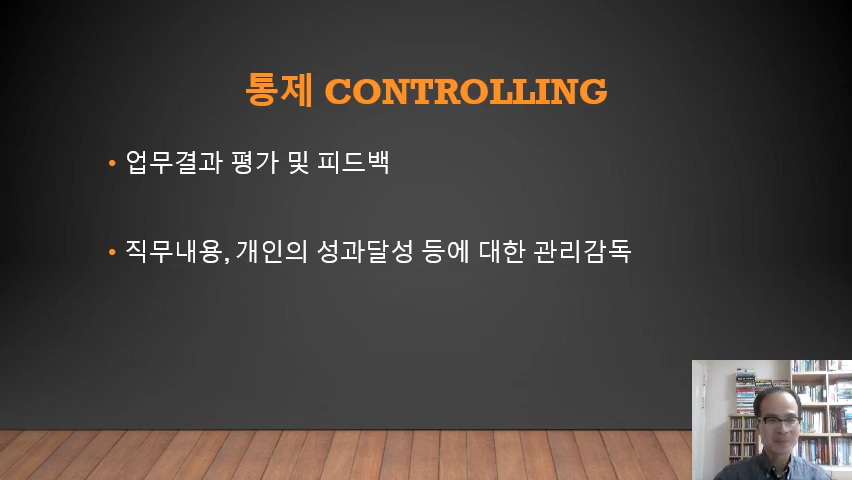 통제 CONTROLLING
• 업무결과 평가 및 피드백
• 직무내용, 개인의 성과달성 등에 대한 관리감독